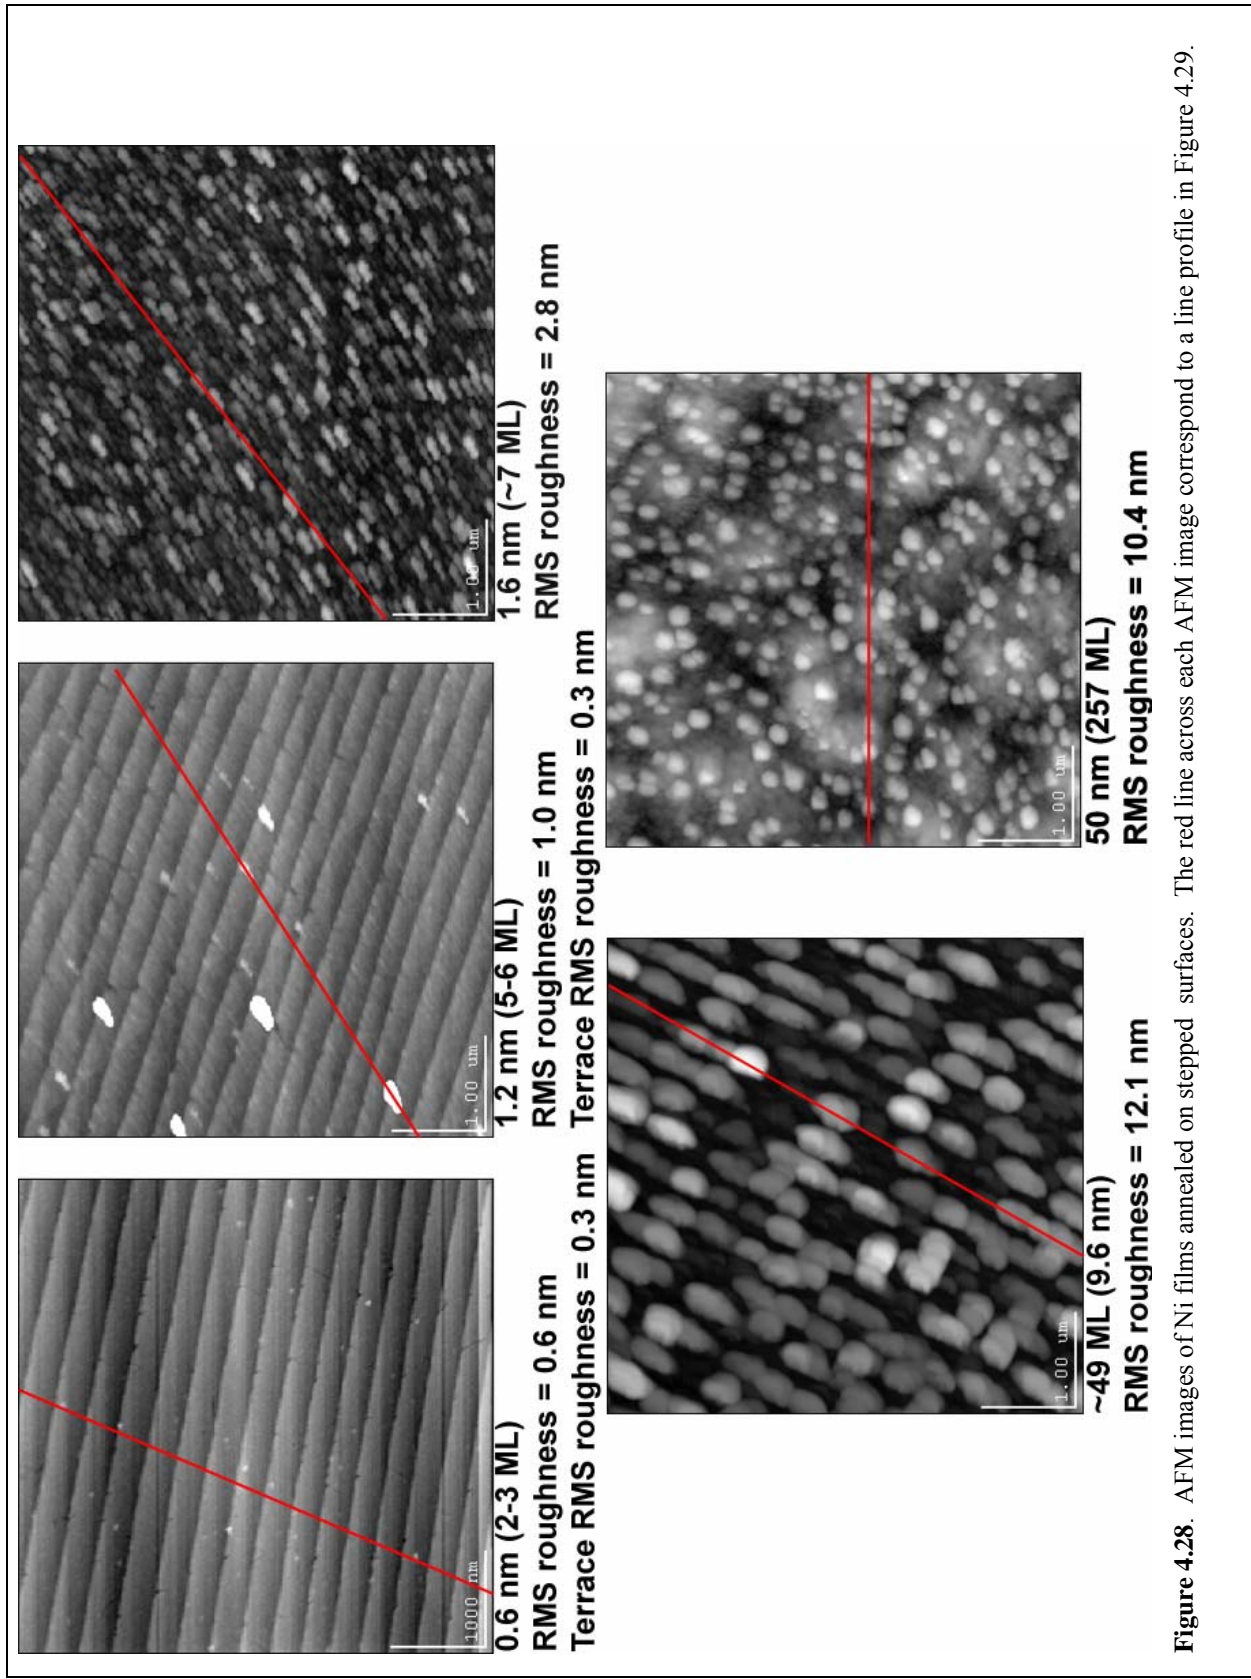 1000 nm
0.6 nm (2-3 ML)
RMS roughness = 0.6 nm
Terrace RMS roughness = 0.3 nm
1.00 um
1.2 nm (5-6 ML)
RMS roughness = 1.0 nm
Terrace RMS roughness = 0.3 nm
1.00 um
1.6 nm (~7 ML)
RMS roughness = 2.8 nm
1.00 um
~49 ML (9.6 nm)
RMS roughness = 12.1 nm
1.00 um
50 nm (257 ML)
RMS roughness = 10.4 nm
Figure 4.28. AFM images of Ni films annealed on stepped surfaces. The red line across each AFM image correspond to a line profile in Figure 4.29.